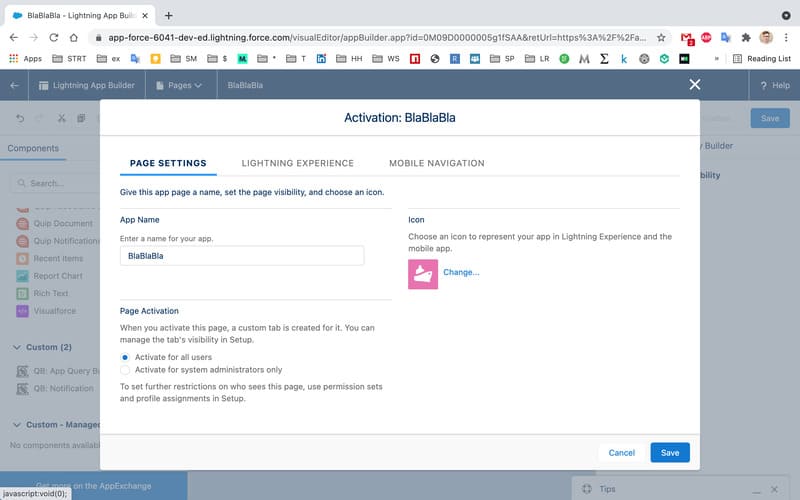 BlaBlaBla - Lightning App Build
app-force-6041-dev-ed.lightning.force.com/visualEditor/appBuilder.app?id=0M09D0000005g1fSAA&retUrl=https%3A%2F%2Fa...
2
ABP
Apps
STRT
ex
SM
$
M.
*
T
HH
WS
SP
LR
»
Reading List
Lightning App Builder
Pages
BlaBlaBla
? Help
Save
Components
Builder
Search...
Quip Document
Quip Notifications
Recent Items
Report Chart
Rich Text
Visualforce
Custom (2)
QB: App Query Bu
QB: Notification
Custom - Managed
No components availab
Get more on the AppExchange
javascript:void(0);
Tips
Activation: BlaBlaBla
PAGE SETTINGS
LIGHTNING EXPERIENCE
MOBILE NAVIGATION
Give this app page a name, set the page visibility, and choose an icon.
App Name
Enter a name for your app.
BlaBlaBla
Icon
Choose an icon to represent your app in Lightning Experience and the
mobile app.
Change...
Page Activation
When you activate this page, a custom tab is created for it. You can
manage the tab's visibility in Setup.
Activate for all users
Activate for system administrators only
To set further restrictions on who sees this page, use permission sets
and profile assignments in Setup.
Cancel
Save